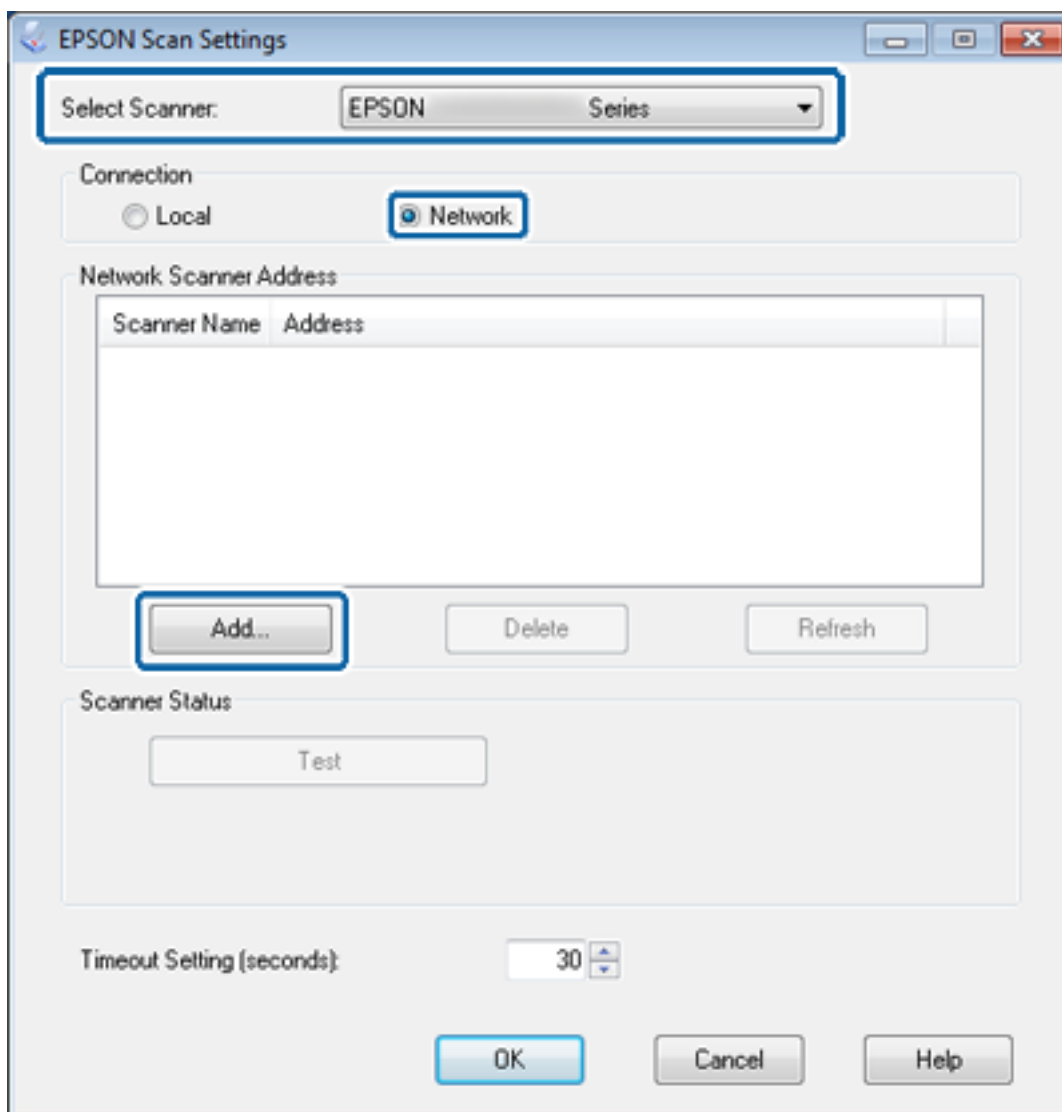 EPSON Scan Settings
Select Scanner: EPSON Series
Connection
Local Network
Network Scanner Address
Scanner Name Address
Add... Delete Refresh
Scanner Status
Test
Timeout Setting (seconds): 30
OK Cancel Help